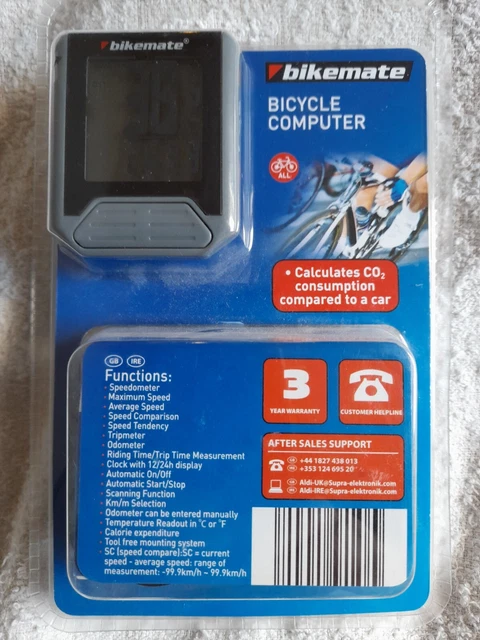 bikemate®
bikemate
BICYCLE
COMPUTER
ALL
• Calculates CO₂
consumption
compared to a car
GB IRE
Functions:
· Speedometer
· Maximum Speed
· Average Speed
· Speed Comparison
· Speed Tendency
· Tripmeter
· Odometer
· Riding Time/Trip Time Measurement
· Clock with 12/24h display
· Automatic On/Off
· Automatic Start/Stop
· Scanning Function
· Km/m Selection
· Odometer can be entered manually
· Temperature Readout in °C or °F
· Calorie expenditure
· Tool free mounting system
· SC (speed compare):SC = current
speed - average speed: range of
measurement: -99.9km/h ~ 99.9km/h
3
YEAR WARRANTY
CUSTOMER HELPLINE
AFTER SALES SUPPORT
GB +44 1827 438 013
IRE +353 124 695 20
GB Aldi-UK@Supra-elektronik.com
IRE Aldi-IRE@Supra-elektronik.com